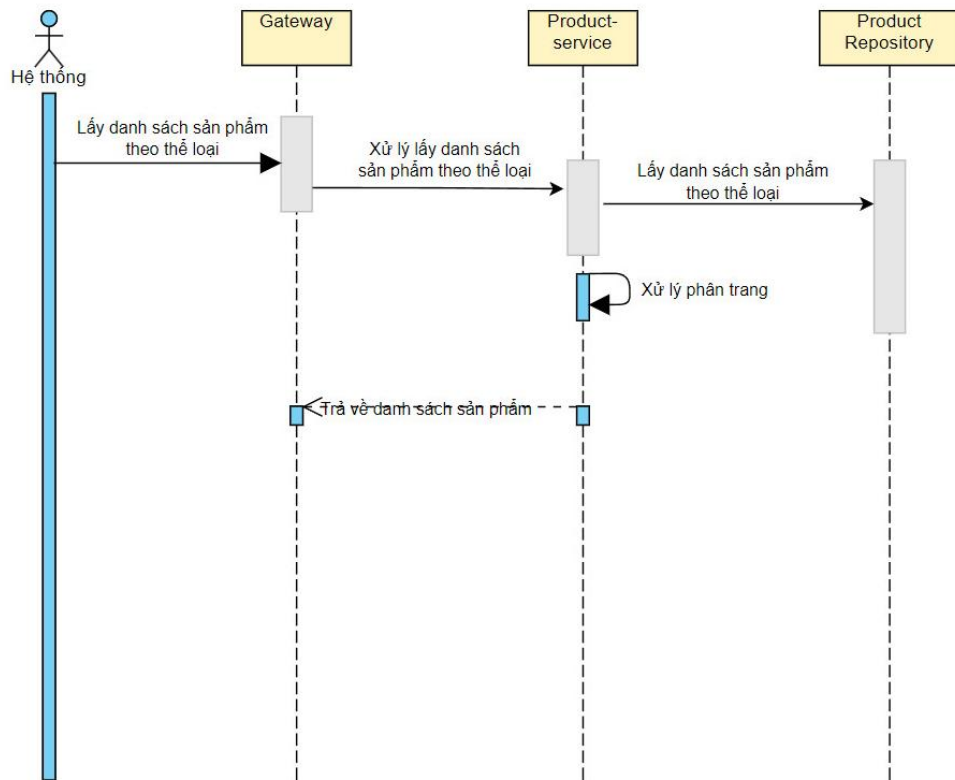 Gateway
Product-
service
Product
Repository
Hệ thống
Lấy danh sách sản phẩm
theo thể loại
Xử lý lấy danh sách
sản phẩm theo thể loại
Lấy danh sách sản phẩm
theo thể loại
Xử lý phân trang
Trả về danh sách sản phẩm